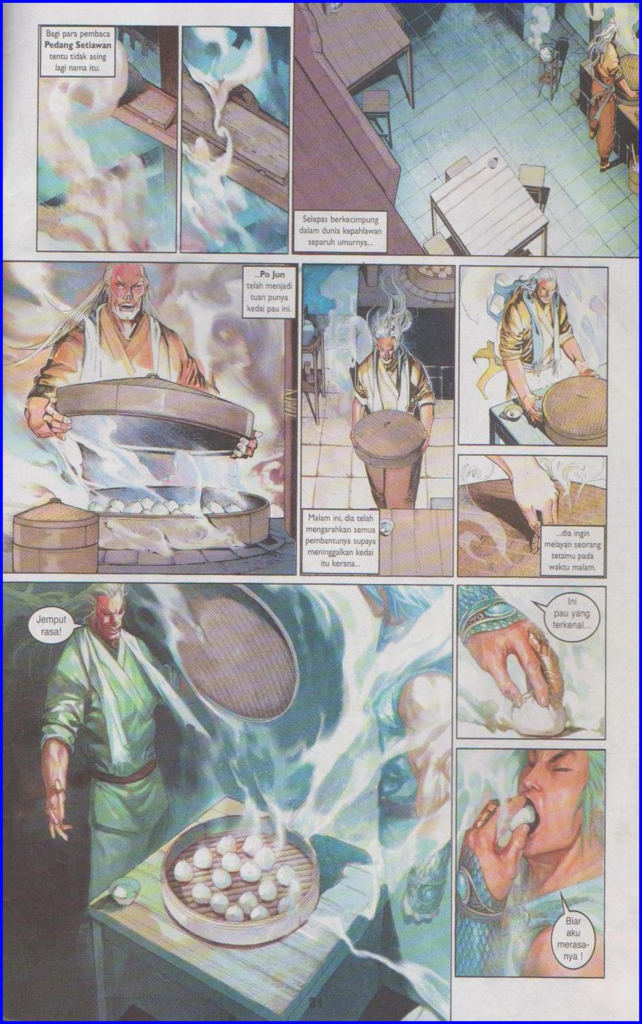 Bagi para pembaca
Pedang Setiawan
tentu tidak asing
lagi nama itu.
Selepas berkecimpung
dalam dunia kepahlawan
separuh umurnya...
...Po Jun
telah menjadi
tuan punya
kedai pau ini.
Malam ini, dia telah
mengarahkan semua
pembantunya supaya
meninggalkan kedai
itu kerana...
...dia ingin
melayan seorang
tetamu pada
waktu malam.
Jemput
rasa!
Ini
pau yang
terkenal...
Biar
aku
merasa-
nya !
31